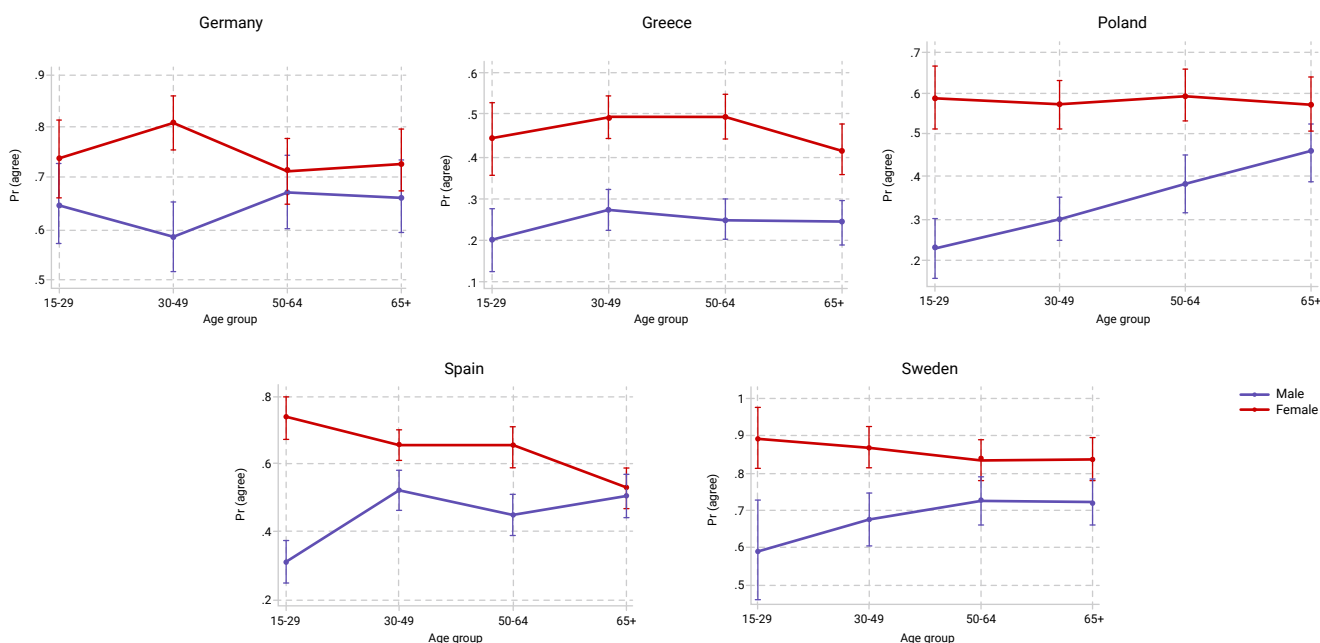 Germany
.9
.8
.7
.6
.5
Pr (agree)
15-29 30-49 50-64 65+
Age group
Greece
.6
.5
.4
.3
.2
.1
Pr (agree)
15-29 30-49 50-64 65+
Age group
Poland
.7
.6
.5
.4
.3
.2
Pr (agree)
15-29 30-49 50-64 65+
Age group
Spain
.8
.6
.4
.2
Pr (agree)
15-29 30-49 50-64 65+
Age group
Sweden
1
.9
.8
.7
.6
.5
Pr (agree)
15-29 30-49 50-64 65+
Age group
Male
Female